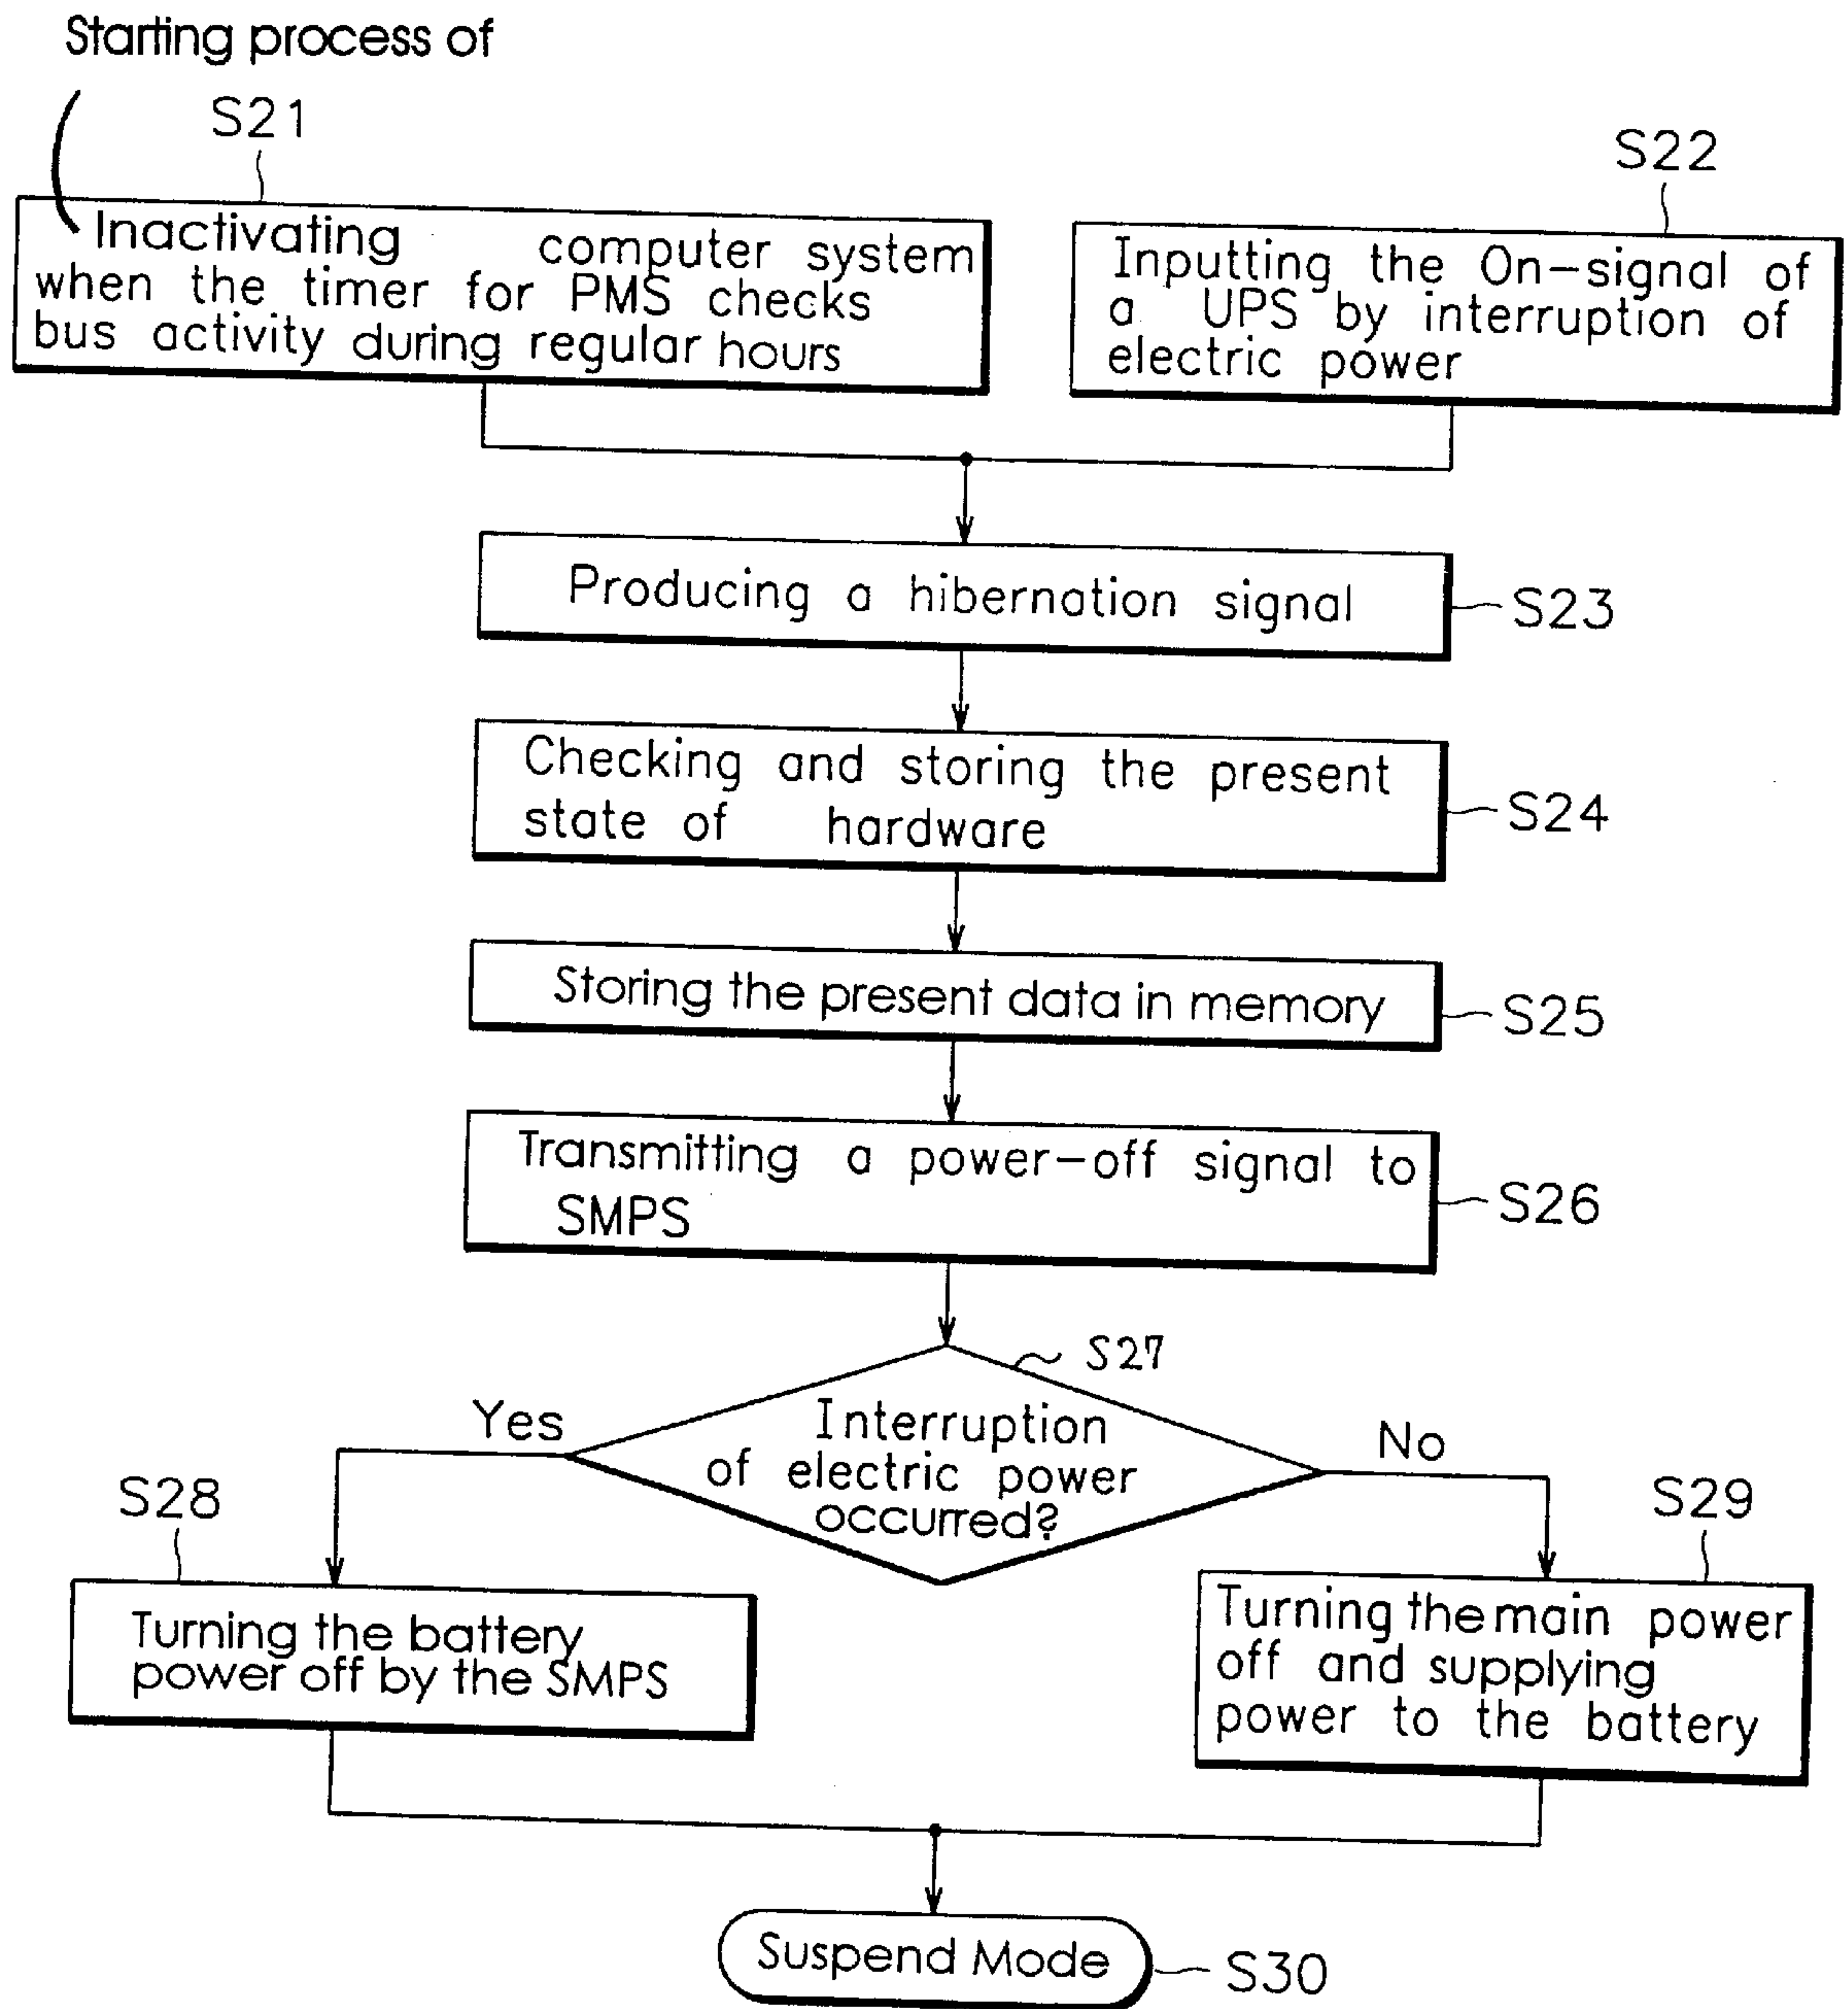 Starting process of
S21
S22
Inactivating computer system
when the timer for PMS checks
bus activity during regular hours
Inputting the On-signal of
a UPS by interruption of
electric power
Producing a hibernation signal
S23
Checking and storing the present
state of hardware
S24
Storing the present data in memory
S25
Transmitting a power-off signal to
SMPS
S26
S27
Interruption
of electric power
occurred?
Yes
No
S28
S29
Turning the battery
power off by the SMPS
Turning the main power
off and supplying
power to the battery
Suspend Mode
S30